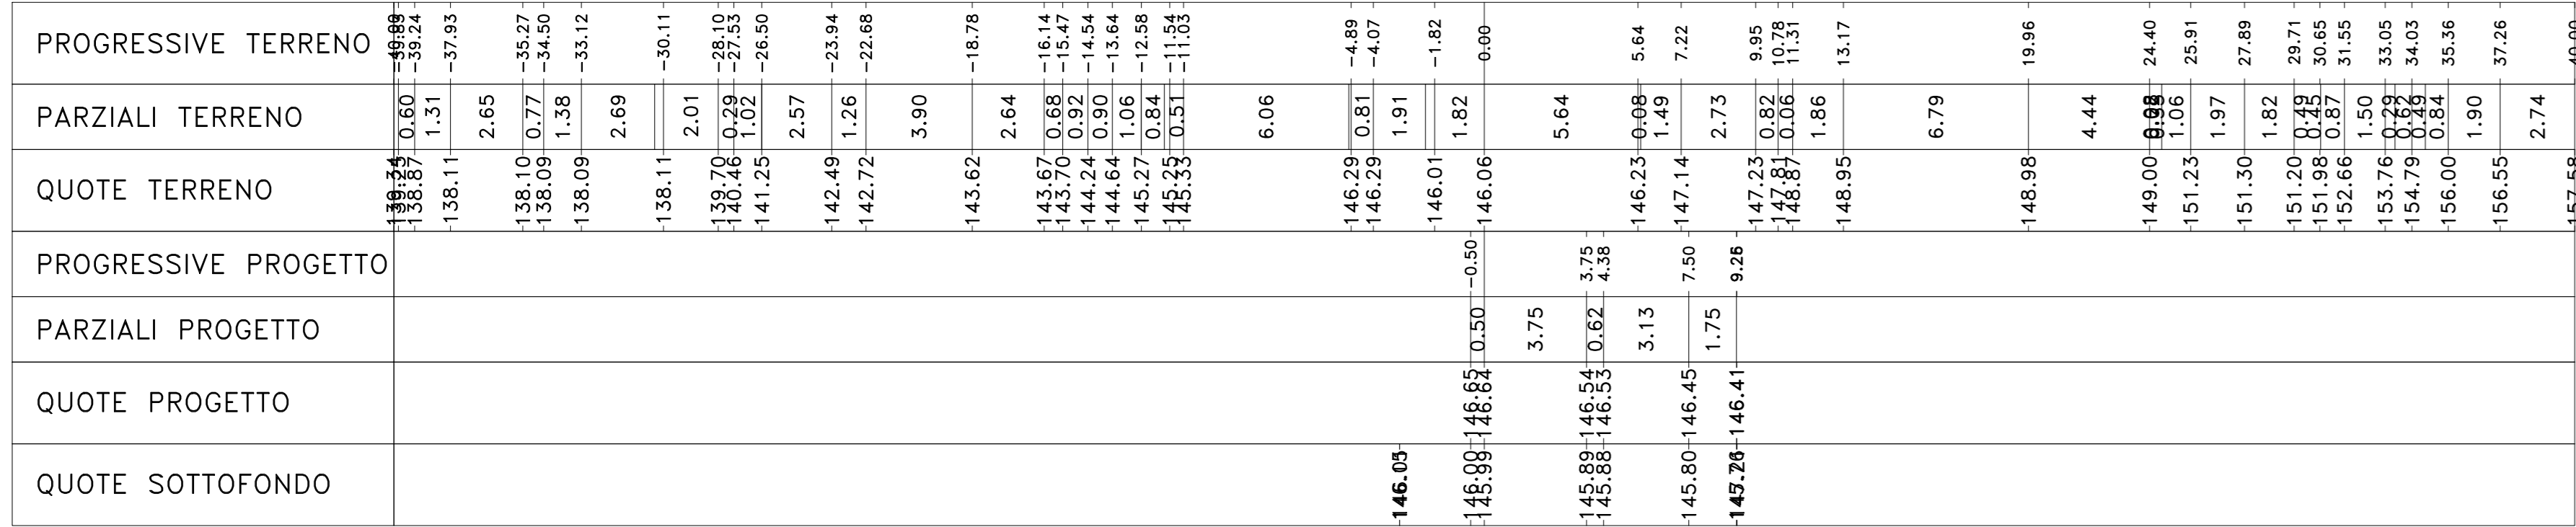 PROGRESSIVE TERRENO -39.24 -37.93 -35.27 -34.50 -33.12 -30.11 -28.10 -27.53 -26.50 -23.94 -22.68 -18.78 -16.14 -15.47 -14.54 -13.64 -12.58 -11.54 -11.03 -4.89 -4.07 -1.82 0.00 5.64 7.22 9.95 10.78 11.31 13.17 19.96 24.40 25.91 27.89 29.71 30.65 31.55 33.05 34.03 35.36 37.26
PARZIALI TERRENO 0.60 1.31 2.65 0.77 1.38 2.69 2.01 0.29 1.02 2.57 1.26 3.90 2.64 0.68 0.92 0.90 1.06 0.84 0.51 6.06 0.81 1.91 1.82 5.64 0.08 1.49 2.73 0.82 0.06 1.86 6.79 4.44 1.06 1.97 1.82 0.49 0.45 0.87 1.50 0.29 0.62 0.49 0.84 1.90 2.74
QUOTE TERRENO 138.87 138.11 138.10 138.09 138.09 138.11 139.70 140.46 141.25 142.49 142.72 143.62 143.67 143.70 144.24 144.64 145.27 145.25 145.33 146.29 146.29 146.01 146.06 146.23 147.14 147.23 147.81 148.87 148.95 148.98 149.00 151.23 151.30 151.20 151.98 152.66 153.76 154.79 156.00 156.55 157.58
PROGRESSIVE PROGETTO -0.50 3.75 4.38 7.50
PARZIALI PROGETTO 0.50 3.75 0.62 3.13 1.75
QUOTE PROGETTO 146.65 146.64 146.54 146.53 146.45 146.41
QUOTE SOTTOFONDO 146.00 145.99 145.89 145.88 145.80